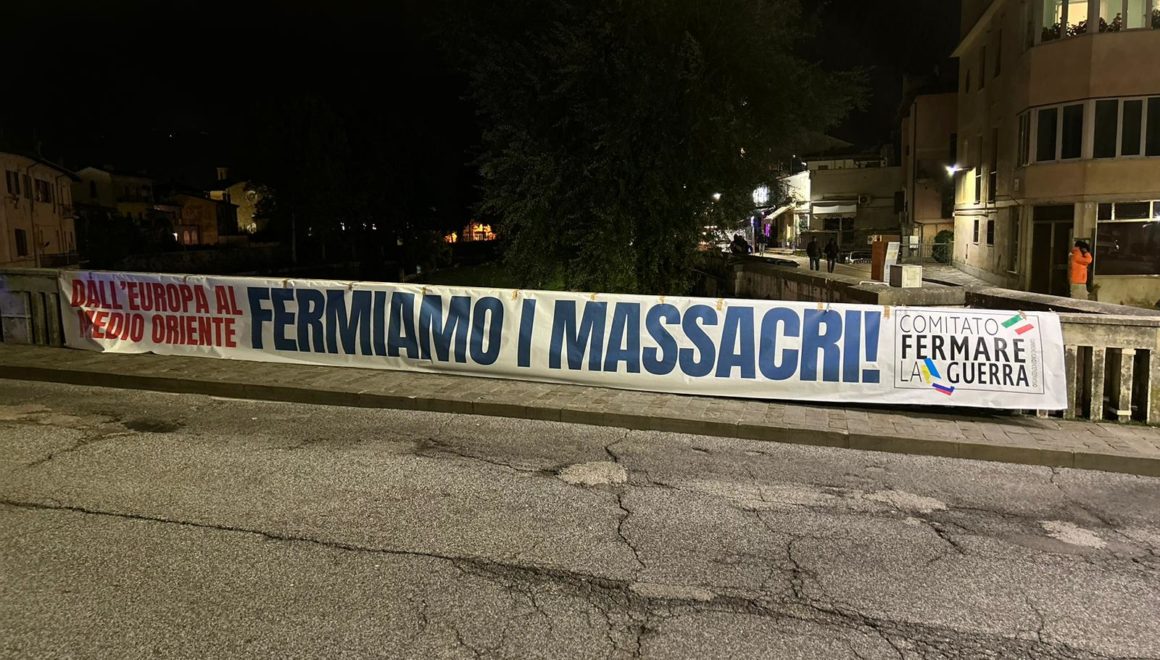 DALL'EUROPA AL
MEDIO ORIENTE
FERMIAMO I MASSACRI!
COMITATO
FERMARE
LA GUERRA